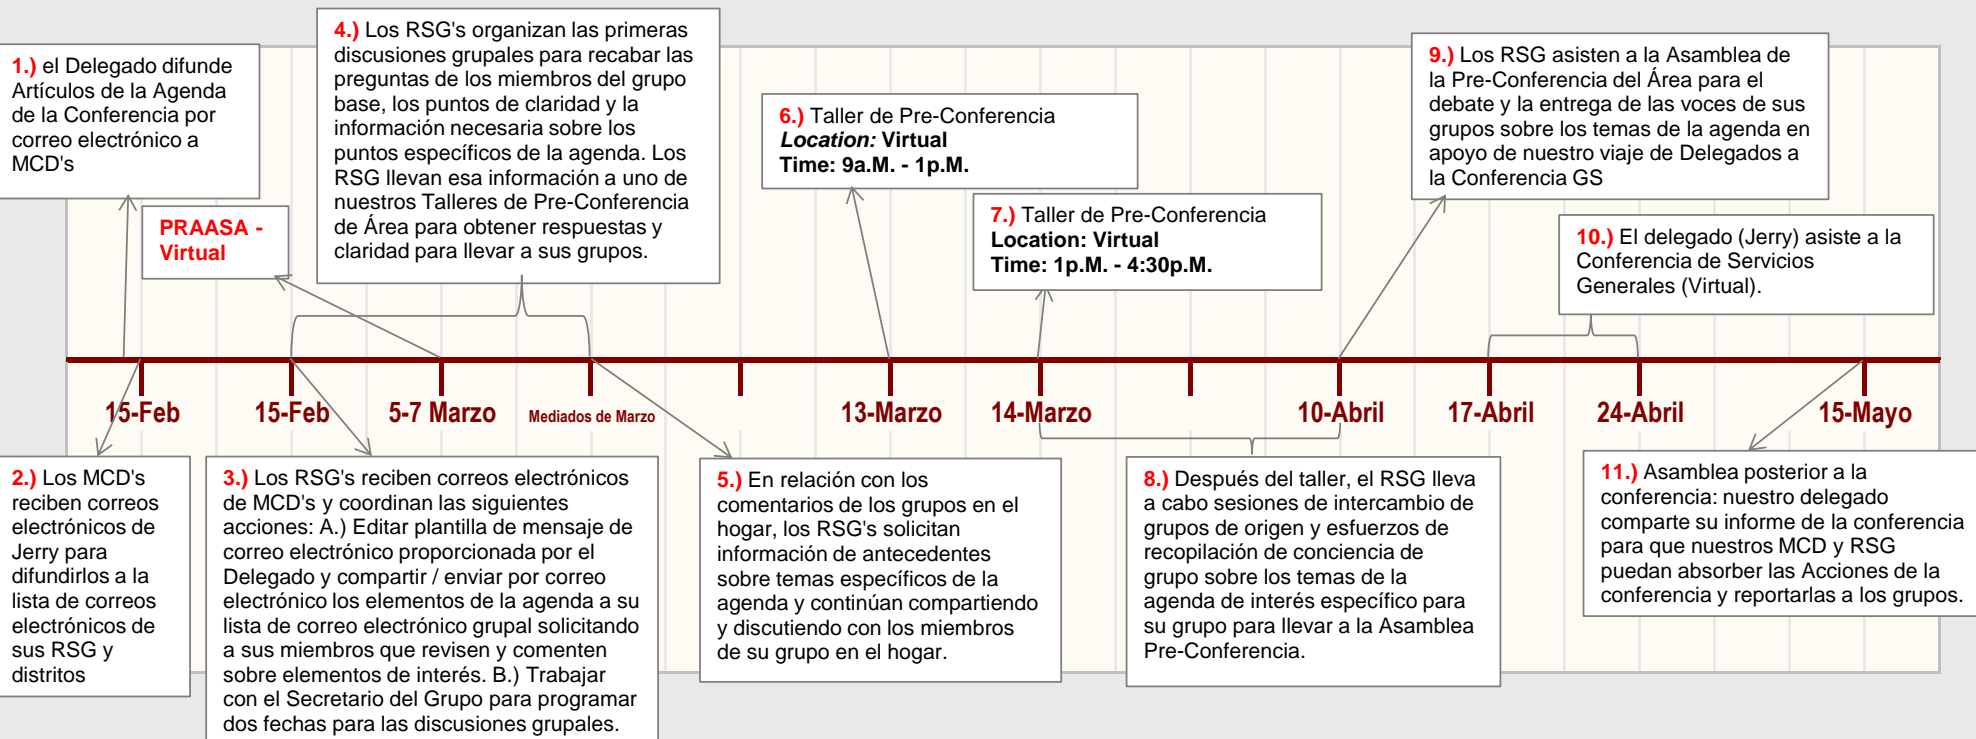 1.) el Delegado difunde
Artículos de la Agenda
de la Conferencia por
correo electrónico a
MCD's
PRAASA -
Virtual
4.) Los RSG's organizan las primeras
discusiones grupales para recabar las
preguntas de los miembros del grupo
base, los puntos de claridad y la
información necesaria sobre los
puntos específicos de la agenda. Los
RSG llevan esa información a uno de
nuestros Talleres de Pre-Conferencia
de Área para obtener respuestas y
claridad para llevar a sus grupos.
6.) Taller de Pre-Conferencia
Location: Virtual
Time: 9a.M. - 1p.M.
7.) Taller de Pre-Conferencia
Location: Virtual
Time: 1p.M. - 4:30p.M.
9.) Los RSG asisten a la Asamblea de
la Pre-Conferencia del Área para el
debate y la entrega de las voces de sus
grupos sobre los temas de la agenda en
apoyo de nuestro viaje de Delegados a
la Conferencia GS
10.) El delegado (Jerry) asiste a la
Conferencia de Servicios
Generales (Virtual).
15-Feb
15-Feb
5-7 Marzo
Mediados de Marzo
13-Marzo
14-Marzo
10-Abril
17-Abril
24-Abril
15-Mayo
2.) Los MCD's
reciben correos
electrónicos de
Jerry para
difundirlos a la
lista de correos
electrónicos de
sus RSG y
distritos
3.) Los RSG's reciben correos electrónicos
de MCD's y coordinan las siguientes
acciones: A.) Editar plantilla de mensaje de
correo electrónico proporcionada por el
Delegado y compartir / enviar por correo
electrónico los elementos de la agenda a su
lista de correo electrónico grupal solicitando
a sus miembros que revisen y comenten
sobre elementos de interés. B.) Trabajar
con el Secretario del Grupo para programar
dos fechas para las discusiones grupales.
5.) En relación con los
comentarios de los grupos en el
hogar, los RSG's solicitan
información de antecedentes
sobre temas específicos de la
agenda y continúan compartiendo
y discutiendo con los miembros
de su grupo en el hogar.
8.) Después del taller, el RSG lleva
a cabo sesiones de intercambio de
grupos de origen y esfuerzos de
recopilación de conciencia de
grupo sobre los temas de la
agenda de interés específico para
su grupo para llevar a la Asamblea
Pre-Conferencia.
11.) Asamblea posterior a la
conferencia: nuestro delegado
comparte su informe de la conferencia
para que nuestros MCD y RSG
puedan absorber las Acciones de la
conferencia y reportarlas a los grupos.